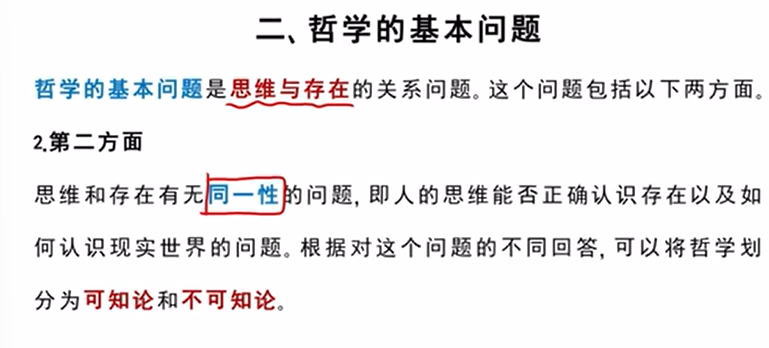 二、哲学的基本问题
哲学的基本问题是思维与存在的关系问题。这个问题包括以下两方面。
2.第二方面
思维和存在有无同一性的问题, 即人的思维能否正确认识存在以及如
何认识现实世界的问题。根据对这个问题的不同回答, 可以将哲学划
分为可知论和不可知论。